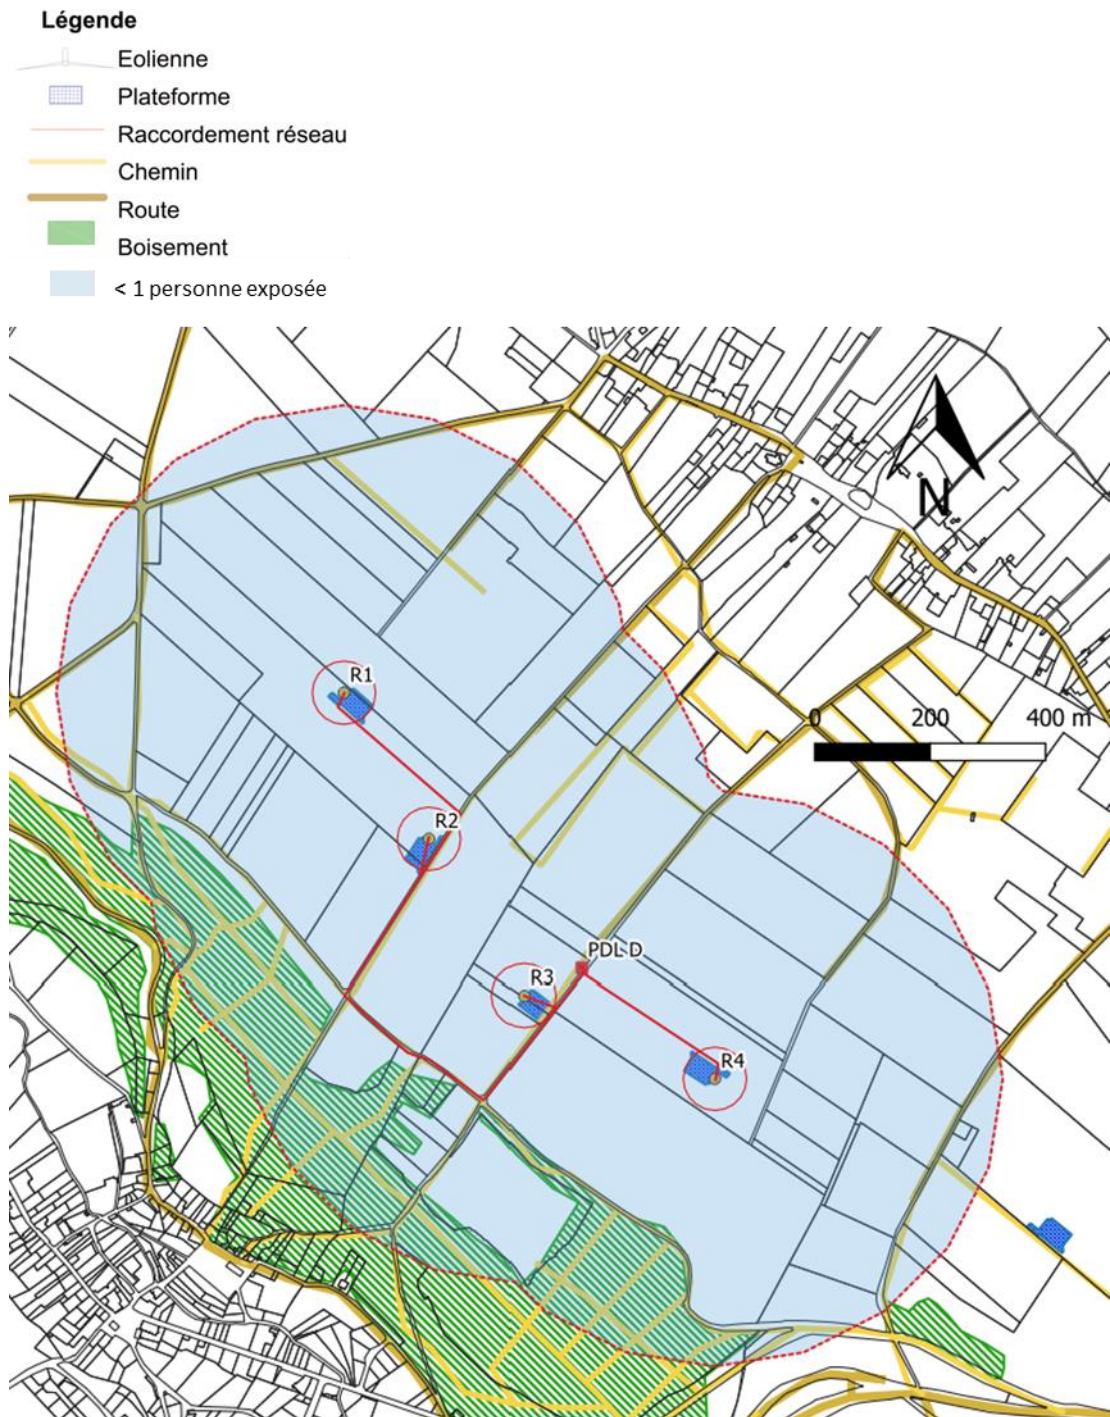 Légende
Eolienne
Plateforme
Raccordement réseau
Chemin
Route
Boisement
< 1 personne exposée
N
R1
0 200 400 m
R2
PDL D
R3
R4